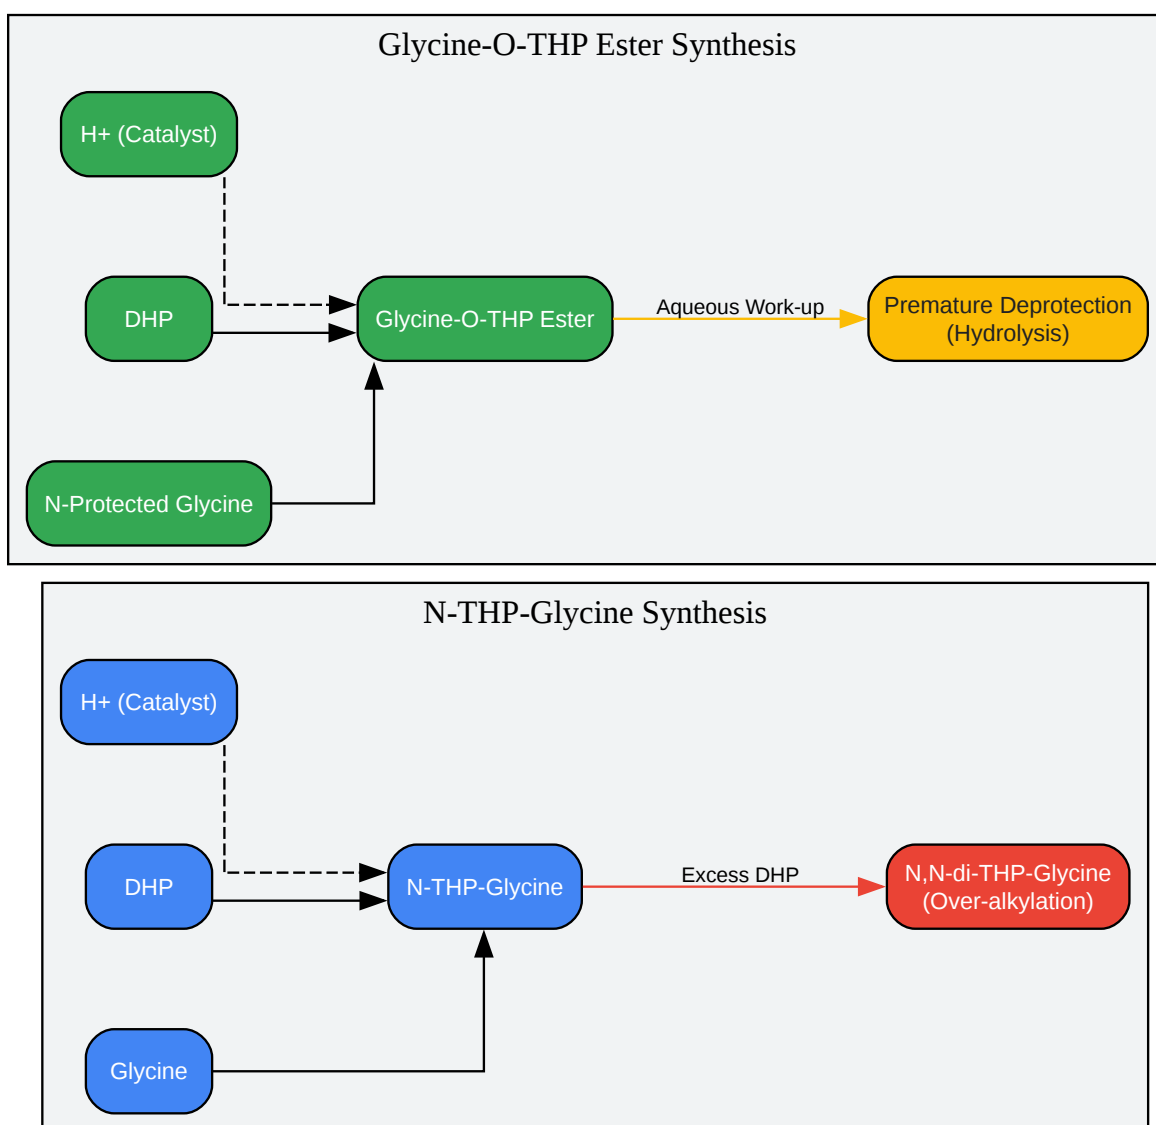 Glycine-O-THP Ester Synthesis
H+ (Catalyst)
DHP
Glycine-O-THP Ester
Aqueous Work-up
Premature Deprotection
(Hydrolysis)
N-Protected Glycine
N-THP-Glycine Synthesis
H+ (Catalyst)
DHP
N-THP-Glycine
Excess DHP
N,N-di-THP-Glycine
(Over-alkylation)
Glycine